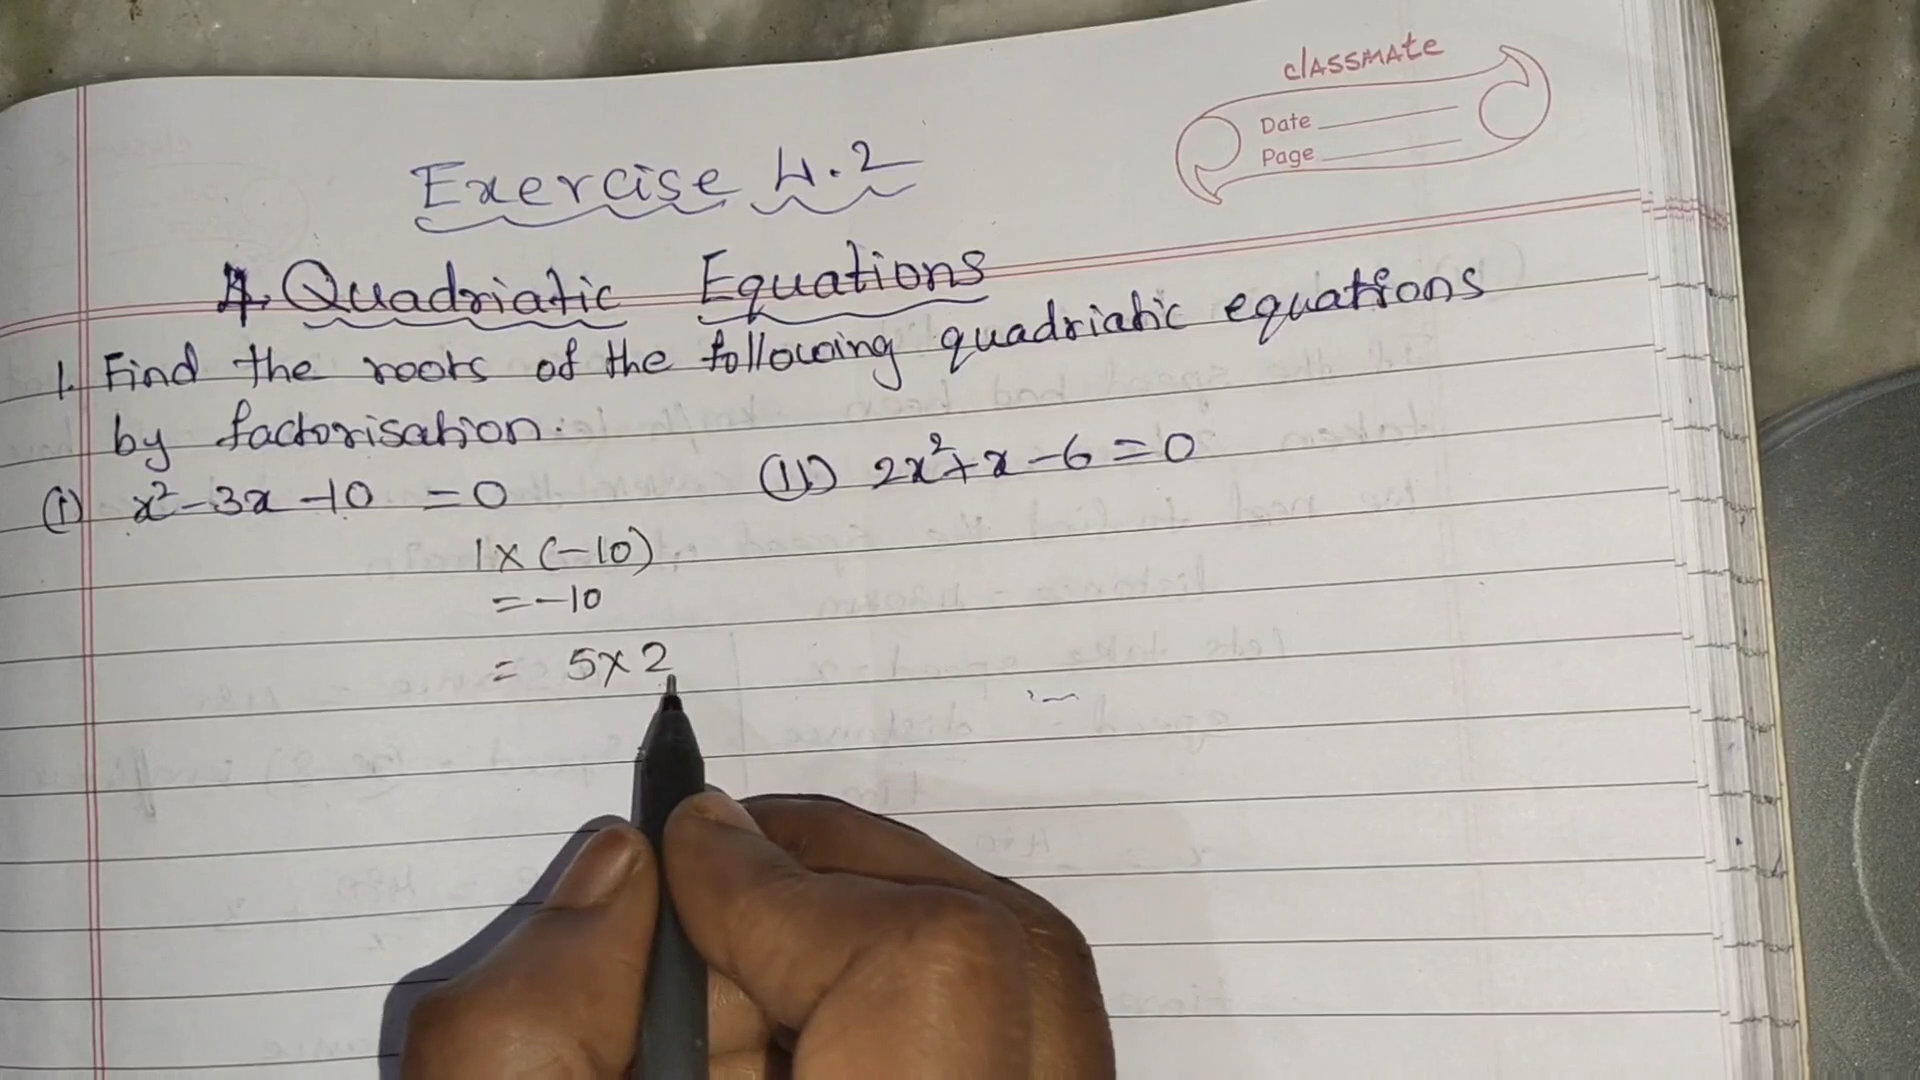 classmate
Date
Page
Exercise 4.2
4. Quadriatic Equations
1. Find the roots of the following quadriatic equations
by factorisation.
(i) x² - 3x - 10 = 0 (ii) 2x² + x - 6 = 0
1 x (-10)
= -10
= 5 x 2